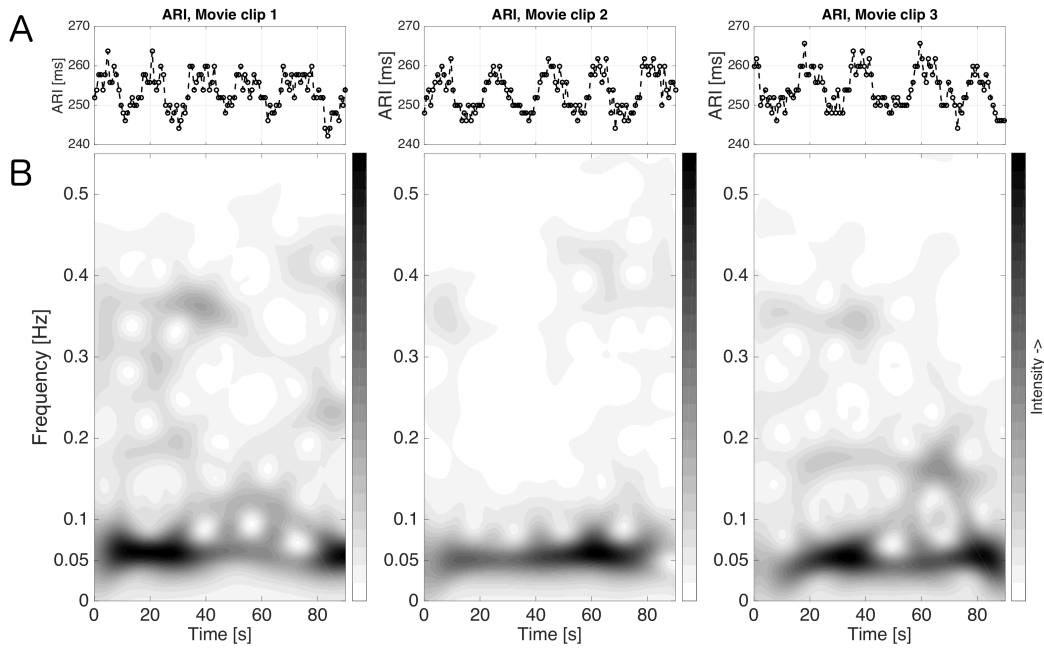 A
ARI, Movie clip 1
ARI, Movie clip 2
ARI, Movie clip 3
270
260
250
240
ARI [ms]
270
260
250
240
ARI [ms]
270
260
250
240
ARI [ms]
B
0.5
0.4
0.3
0.2
0.1
0.05
0
Frequency [Hz]
0 20 40 60 80
Time [s]
0.5
0.4
0.3
0.2
0.1
0.05
0
0 20 40 60 80
Time [s]
0.5
0.4
0.3
0.2
0.1
0.05
0
0 20 40 60 80
Time [s]
Intensity ->